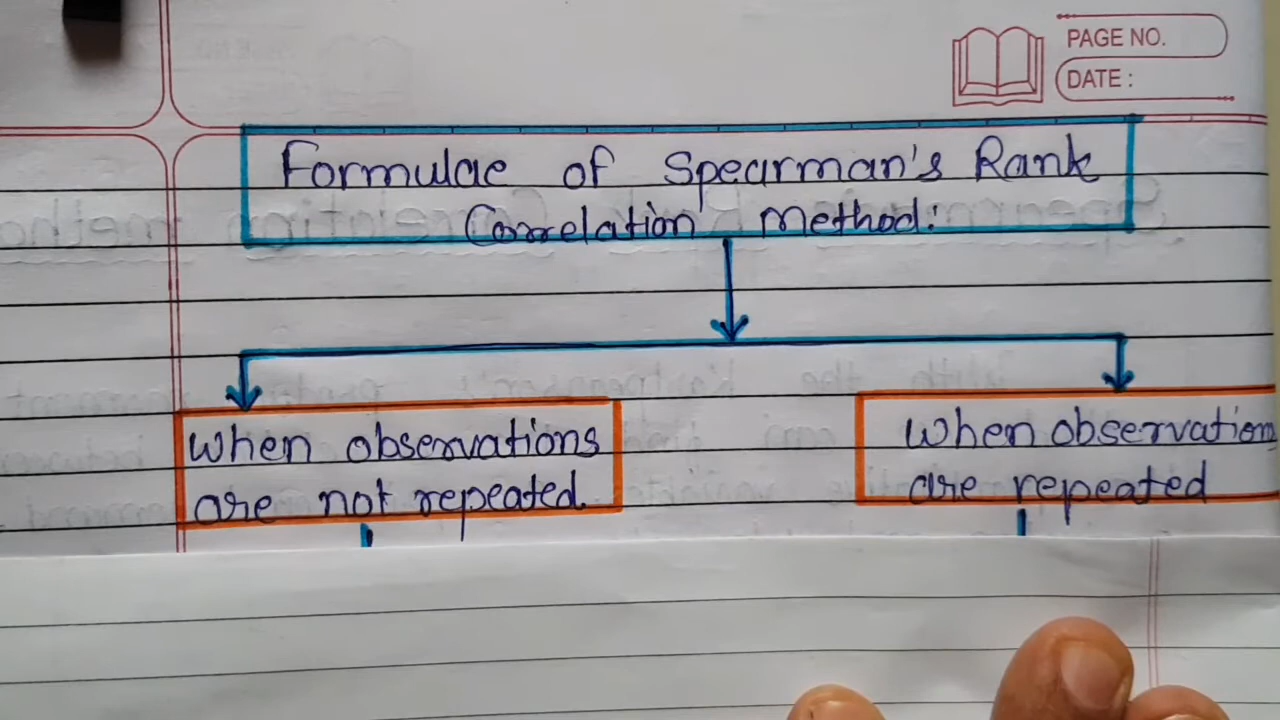 PAGE NO.
DATE :
Formulae of Spearman's Rank
Correlation method:
When observations
are not repeated.
When observation
are repeated